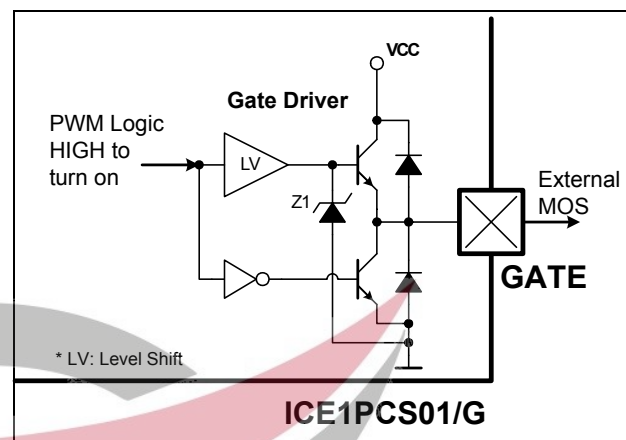 VCC
Gate Driver
PWM Logic
HIGH to
turn on
LV
Z1
External
MOS
GATE
* LV: Level Shift
ICE1PCS01/G